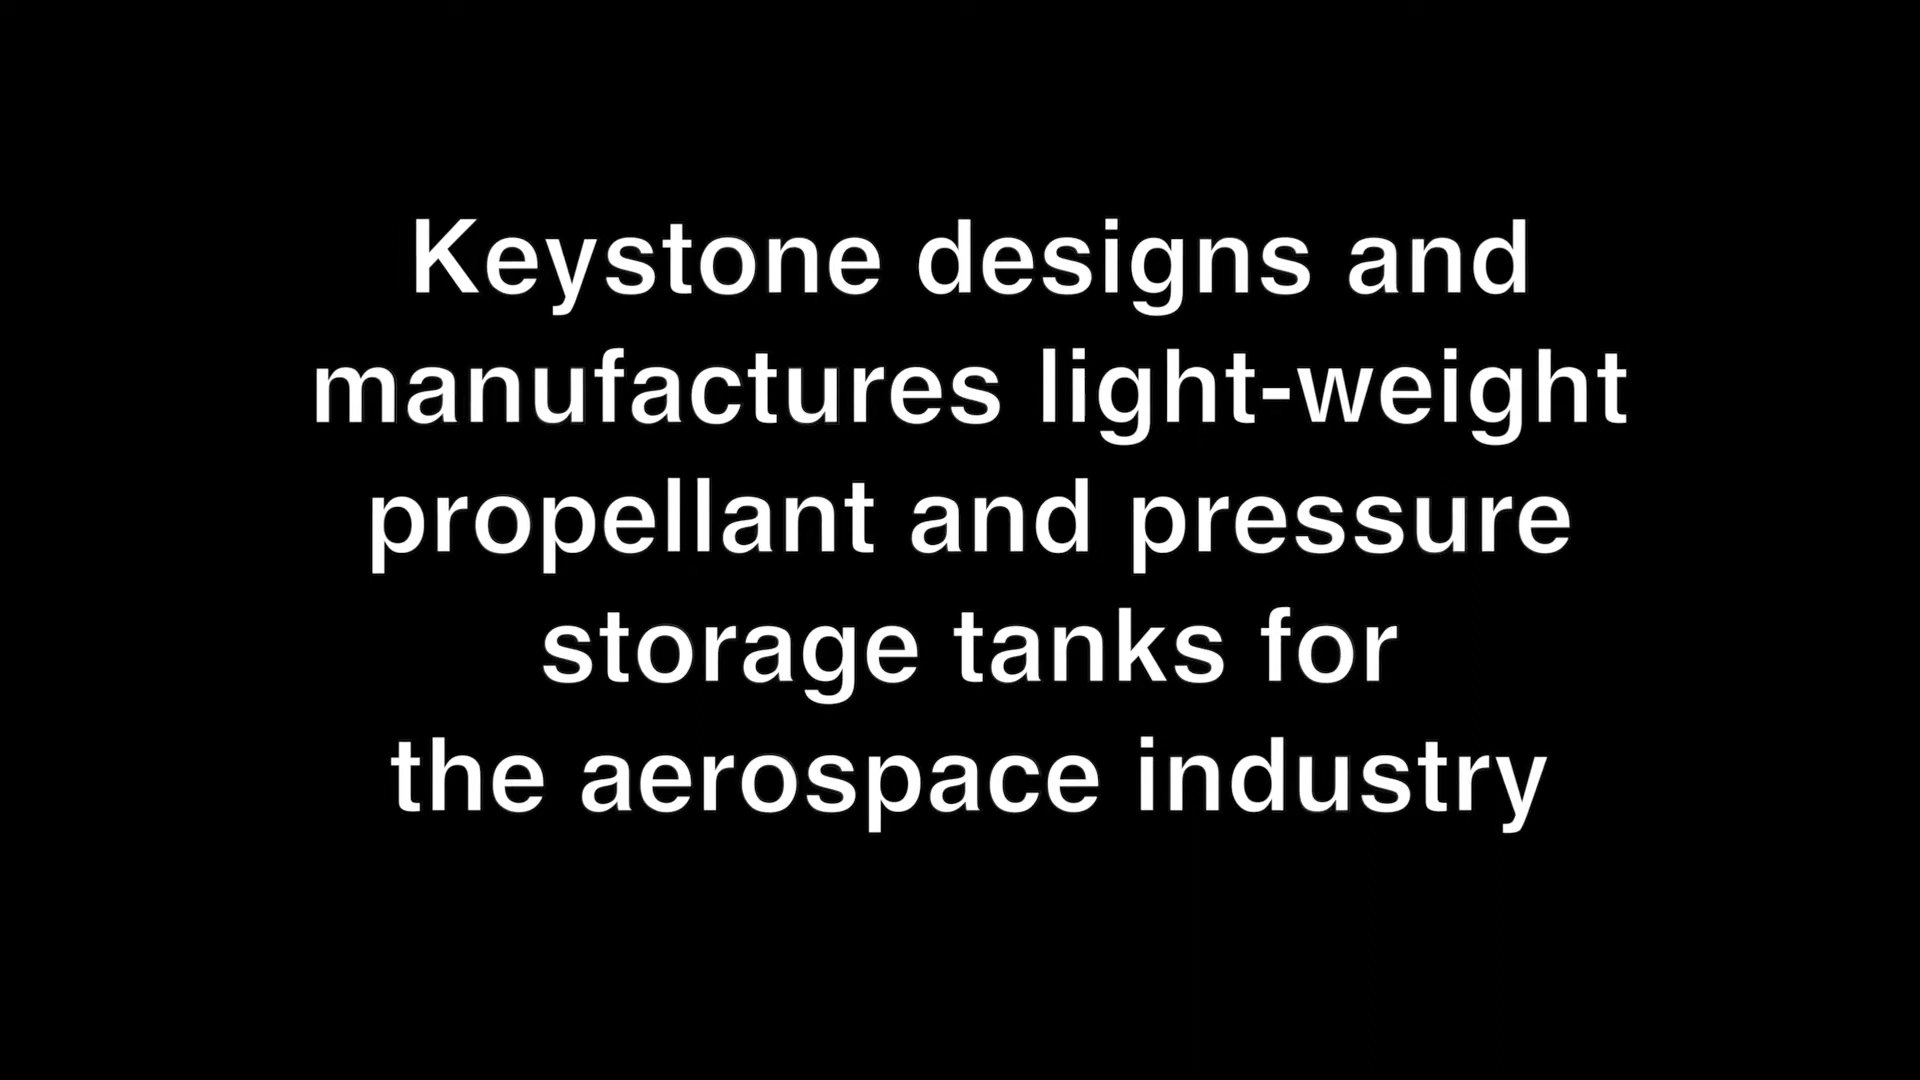 Keystone designs and
manufactures light-weight
propellant and pressure
storage tanks for
the aerospace industry